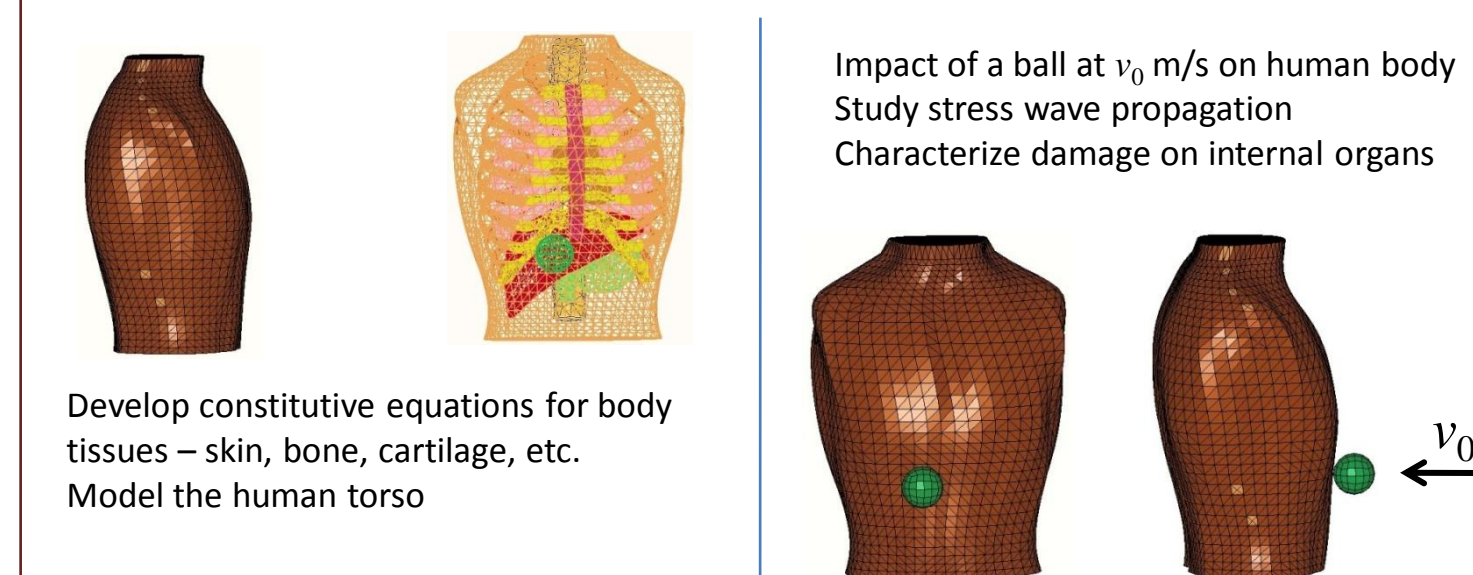 Develop constitutive equations for body
tissues – skin, bone, cartilage, etc.
Model the human torso
Impact of a ball at v₀ m/s on human body
Study stress wave propagation
Characterize damage on internal organs
v₀